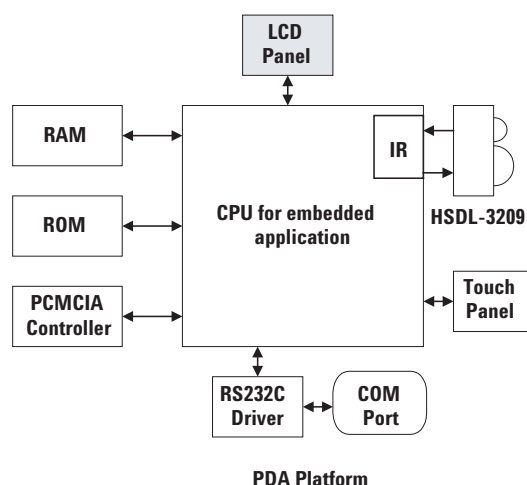 LCD
Panel
RAM
IR
ROM
CPU for embedded
application
HSDL-3209
PCMCIA
Controller
Touch
Panel
RS232C
Driver
COM
Port
PDA Platform